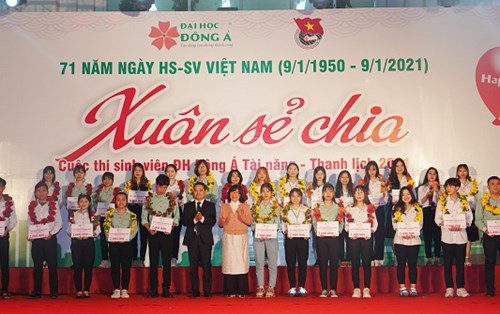 ĐẠI HỌC
ĐÔNG Á
71 NĂM NGÀY HS-SV VIỆT NAM (9/1/1950 - 9/1/2021)
Xuân sẻ chia
Cuộc thi sinh viên ĐH Đông Á Tài năng - Thanh lịch